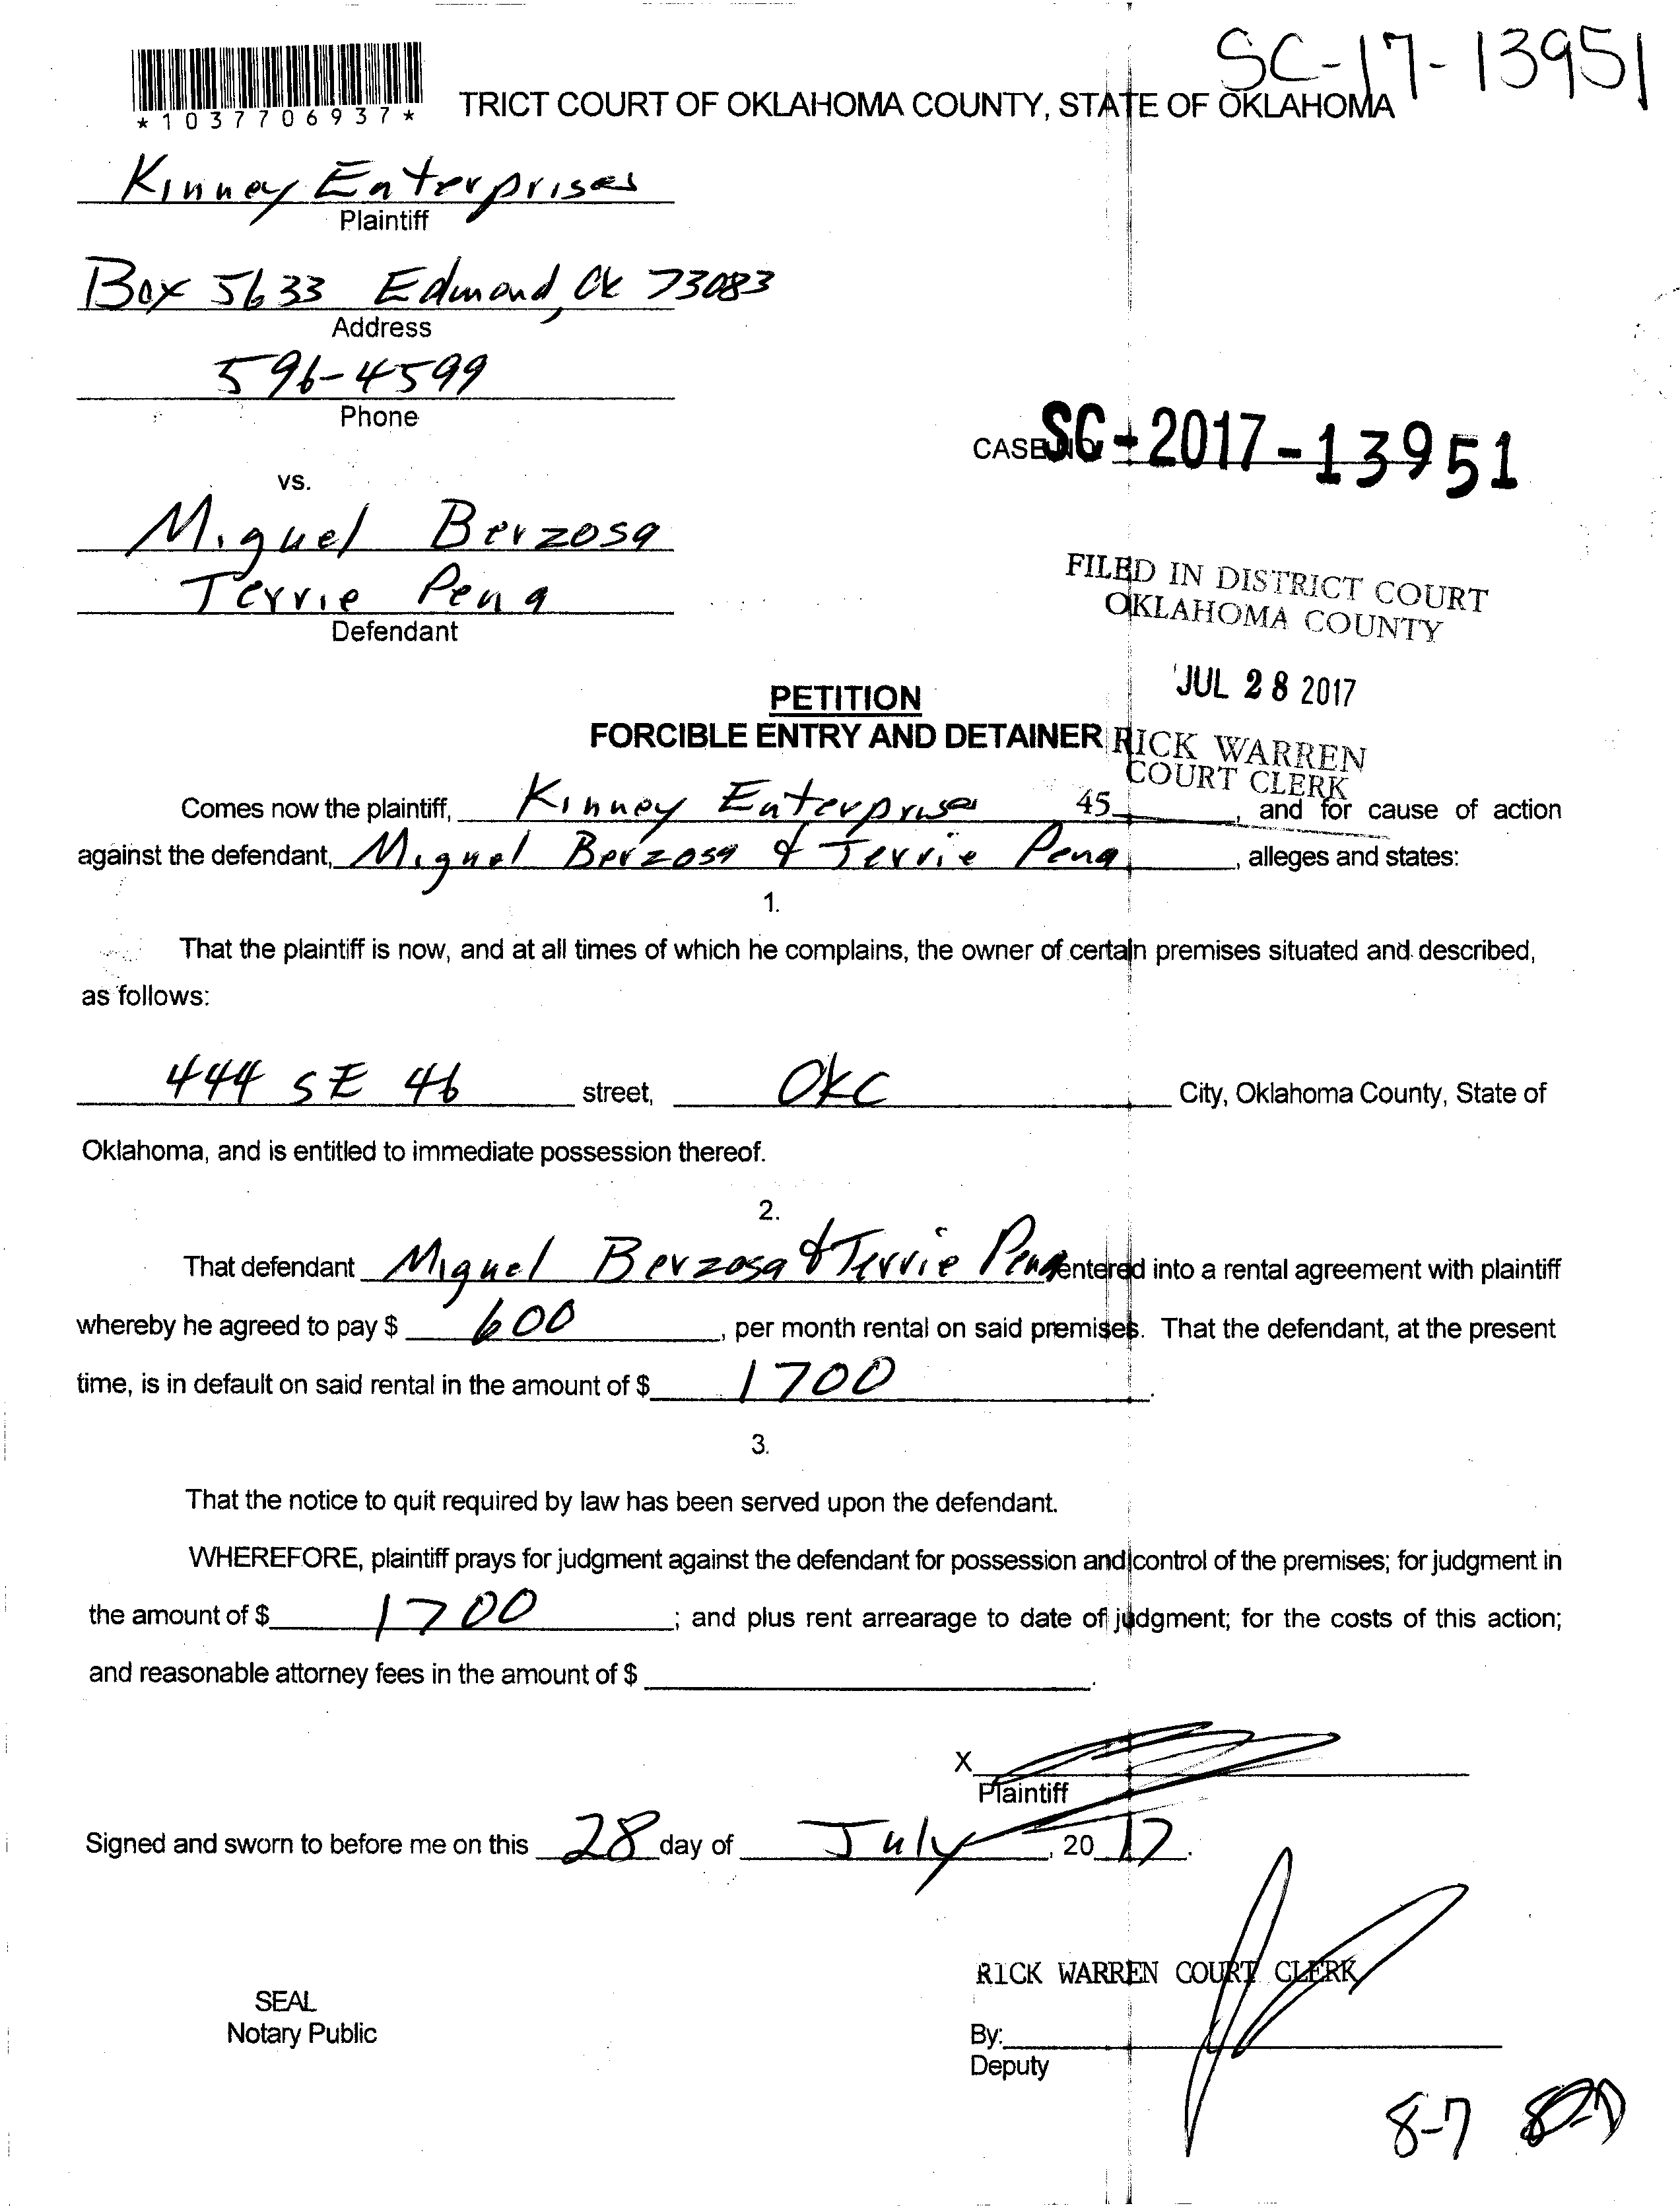 SC-17-13951
*1037706937*
TRICT COURT OF OKLAHOMA COUNTY, STATE OF OKLAHOMA
Kinney Enterprises
Plaintiff
Box 5633 Edmond, Ok 73083
Address
596-4599
Phone
CASE NO SC-2017-13951
vs.
Miguel Berzosa
Terrie Pena
Defendant
FILED IN DISTRICT COURT
OKLAHOMA COUNTY
JUL 28 2017
PETITION
FORCIBLE ENTRY AND DETAINER
RICK WARREN
COURT CLERK
45
Comes now the plaintiff, Kinney Enterprises, and for cause of action
against the defendant, Miguel Berzosa & Terrie Pena, alleges and states:
1.
That the plaintiff is now, and at all times of which he complains, the owner of certain premises situated and described,
as follows:
444 SE 46 street, OKC City, Oklahoma County, State of
Oklahoma, and is entitled to immediate possession thereof.
2.
That defendant Miguel Berzosa & Terrie Pena entered into a rental agreement with plaintiff
whereby he agreed to pay $ 600, per month rental on said premises. That the defendant, at the present
time, is in default on said rental in the amount of $ 1700.
3.
That the notice to quit required by law has been served upon the defendant.
WHEREFORE, plaintiff prays for judgment against the defendant for possession and control of the premises; for judgment in
the amount of $ 1700; and plus rent arrearage to date of judgment; for the costs of this action;
and reasonable attorney fees in the amount of $ .
X
Plaintiff
Signed and sworn to before me on this 28 day of July, 2017.
RICK WARREN COURT CLERK
SEAL
Notary Public
By:
Deputy
8-7